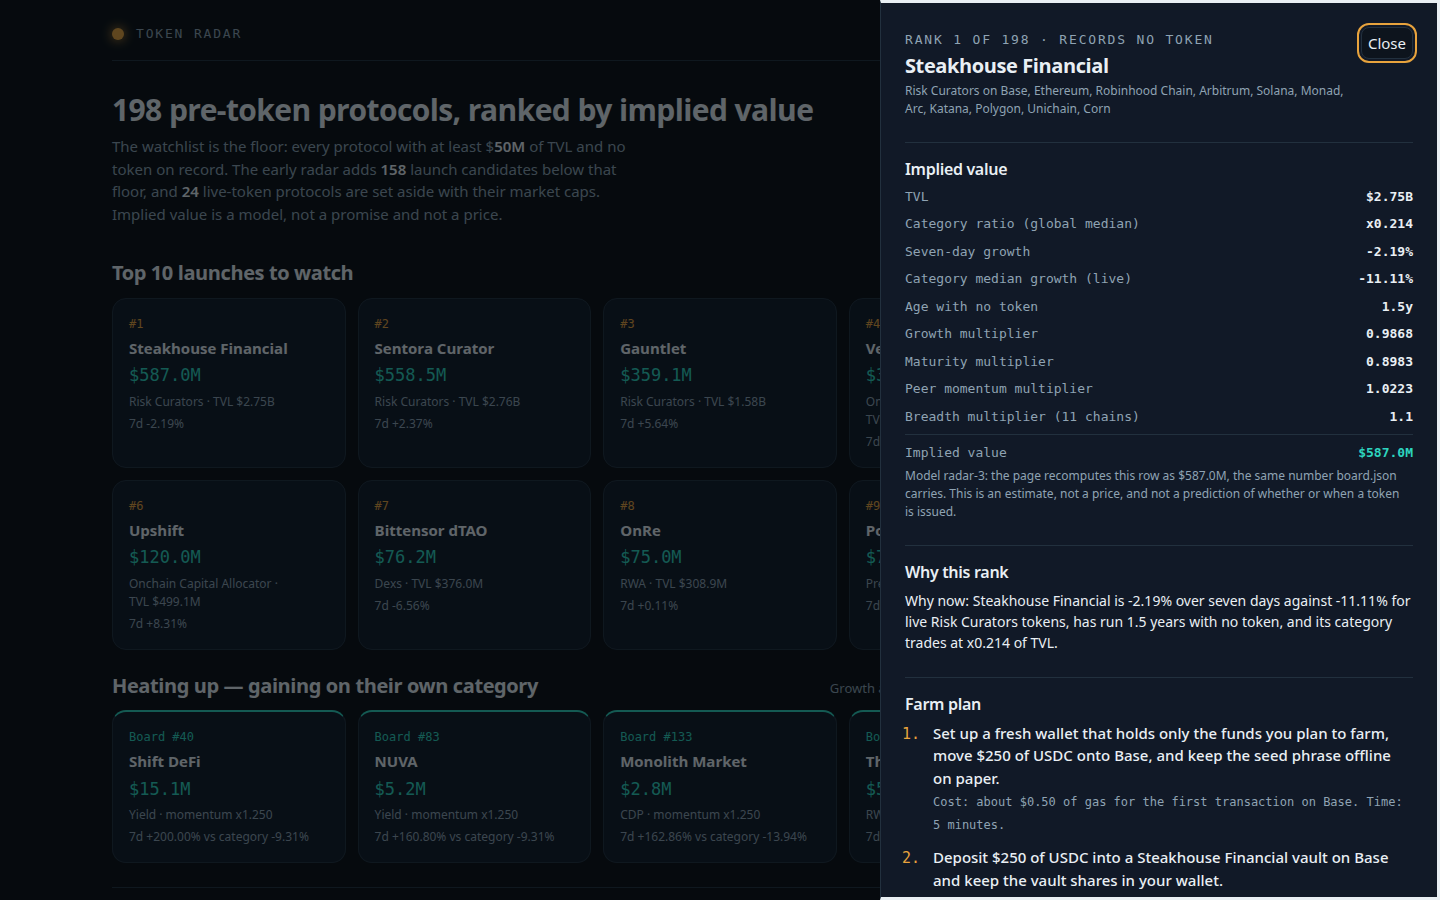 TOKEN RADAR
198 pre-token protocols, ranked by implied value
The watchlist is the floor: every protocol with at least $50M of TVL and no
token on record. The early radar adds 158 launch candidates below that
floor, and 24 live-token protocols are set aside with their market caps.
Implied value is a model, not a promise and not a price.
Top 10 launches to watch
#1
Steakhouse Financial
$587.0M
Risk Curators · TVL $2.75B
7d -2.19%
#2
Sentora Curator
$558.5M
Risk Curators · TVL $2.76B
7d +2.37%
#3
Gauntlet
$359.1M
Risk Curators · TVL $1.58B
7d +5.64%
#4
Ve
$3
On
TV
7d
#6
Upshift
$120.0M
Onchain Capital Allocator ·
TVL $499.1M
7d +8.31%
#7
Bittensor dTAO
$76.2M
Dexs · TVL $376.0M
7d -6.56%
#8
OnRe
$75.0M
RWA · TVL $308.9M
7d +0.11%
#9
Po
$7
Pr
7d
Heating up — gaining on their own category
Growth
Board #40
Shift DeFi
$15.1M
Yield · momentum x1.250
7d +200.00% vs category -9.31%
Board #83
NUVA
$5.2M
Yield · momentum x1.250
7d +160.80% vs category -9.31%
Board #133
Monolith Market
$2.8M
CDP · momentum x1.250
7d +162.86% vs category -13.94%
Bo
Th
$5
RW
7d
RANK 1 OF 198 · RECORDS NO TOKEN
Close
Steakhouse Financial
Risk Curators on Base, Ethereum, Robinhood Chain, Arbitrum, Solana, Monad,
Arc, Katana, Polygon, Unichain, Corn
Implied value
TVL $2.75B
Category ratio (global median) x0.214
Seven-day growth -2.19%
Category median growth (live) -11.11%
Age with no token 1.5y
Growth multiplier 0.9868
Maturity multiplier 0.8983
Peer momentum multiplier 1.0223
Breadth multiplier (11 chains) 1.1
Implied value $587.0M
Model radar-3: the page recomputes this row as $587.0M, the same number board.json
carries. This is an estimate, not a price, and not a prediction of whether or when a token
is issued.
Why this rank
Why now: Steakhouse Financial is -2.19% over seven days against -11.11% for
live Risk Curators tokens, has run 1.5 years with no token, and its category
trades at x0.214 of TVL.
Farm plan
1. Set up a fresh wallet that holds only the funds you plan to farm,
move $250 of USDC onto Base, and keep the seed phrase offline
on paper.
Cost: about $0.50 of gas for the first transaction on Base. Time:
5 minutes.
2. Deposit $250 of USDC into a Steakhouse Financial vault on Base
and keep the vault shares in your wallet.